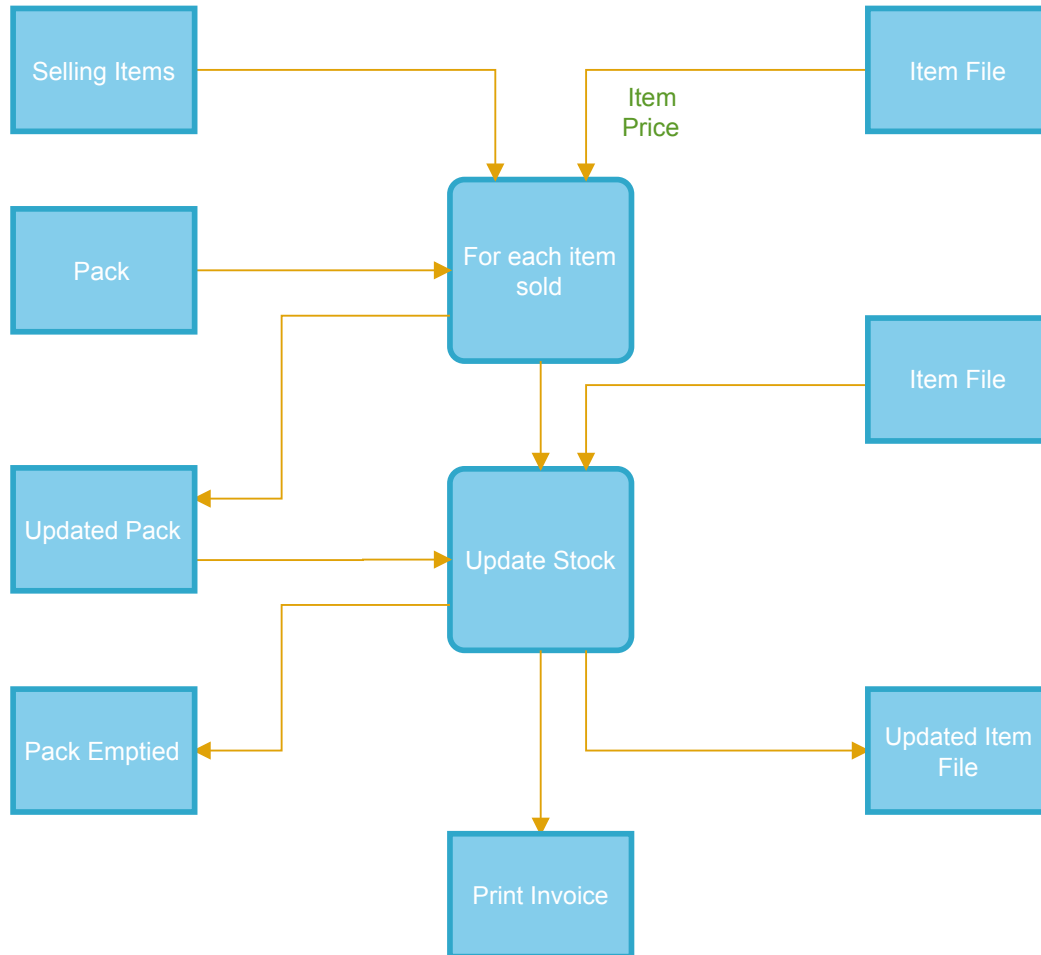 Selling Items
Item File
Item
Price
For each item
sold
Pack
Item File
Updated Pack
Update Stock
Pack Emptied
Updated Item
File
Print Invoice